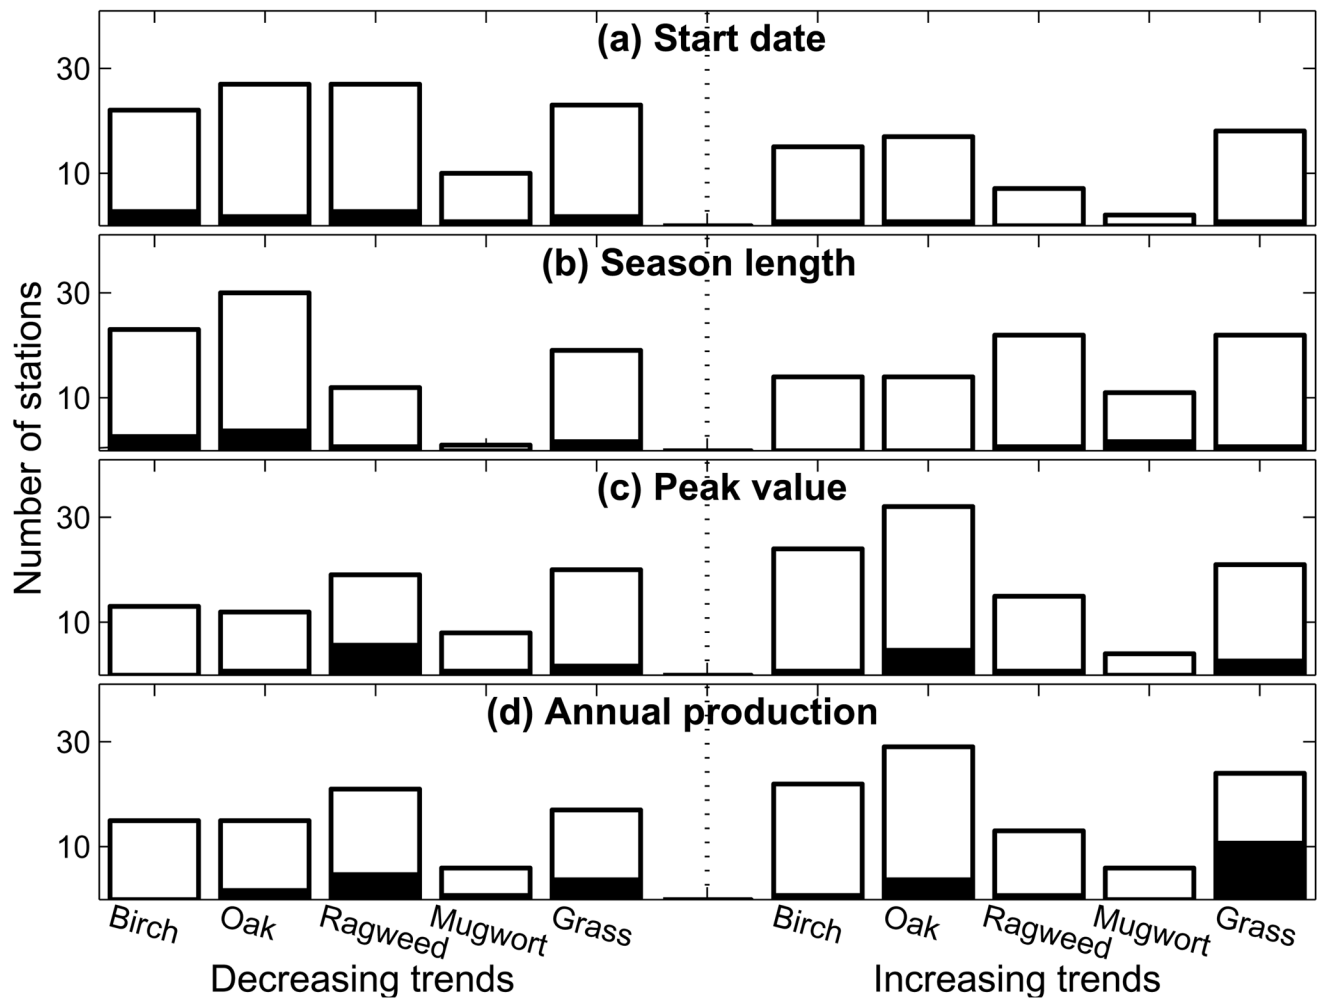 (a) Start date
30
10
(b) Season length
30
10
Number of stations
(c) Peak value
30
10
(d) Annual production
30
10
Birch Oak Ragweed Mugwort Grass Birch Oak Ragweed Mugwort Grass
Decreasing trends Increasing trends